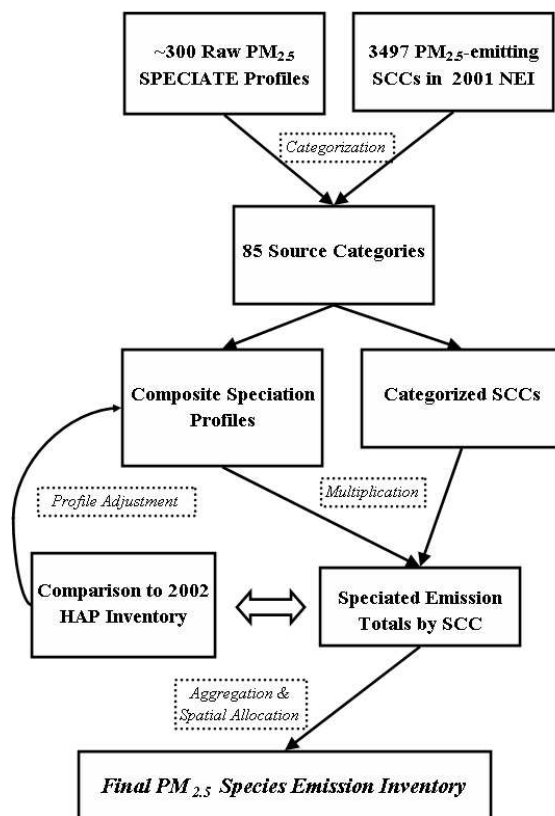 ~300 Raw PM2.5
SPECIATE Profiles
3497 PM2.5-emitting
SCCs in 2001 NEI
Categorization
85 Source Categories
Composite Speciation
Profiles
Categorized SCCs
Profile Adjustment
Multiplication
Comparison to 2002
HAP Inventory
Speciated Emission
Totals by SCC
Aggregation &
Spatial Allocation
Final PM 2.5 Species Emission Inventory